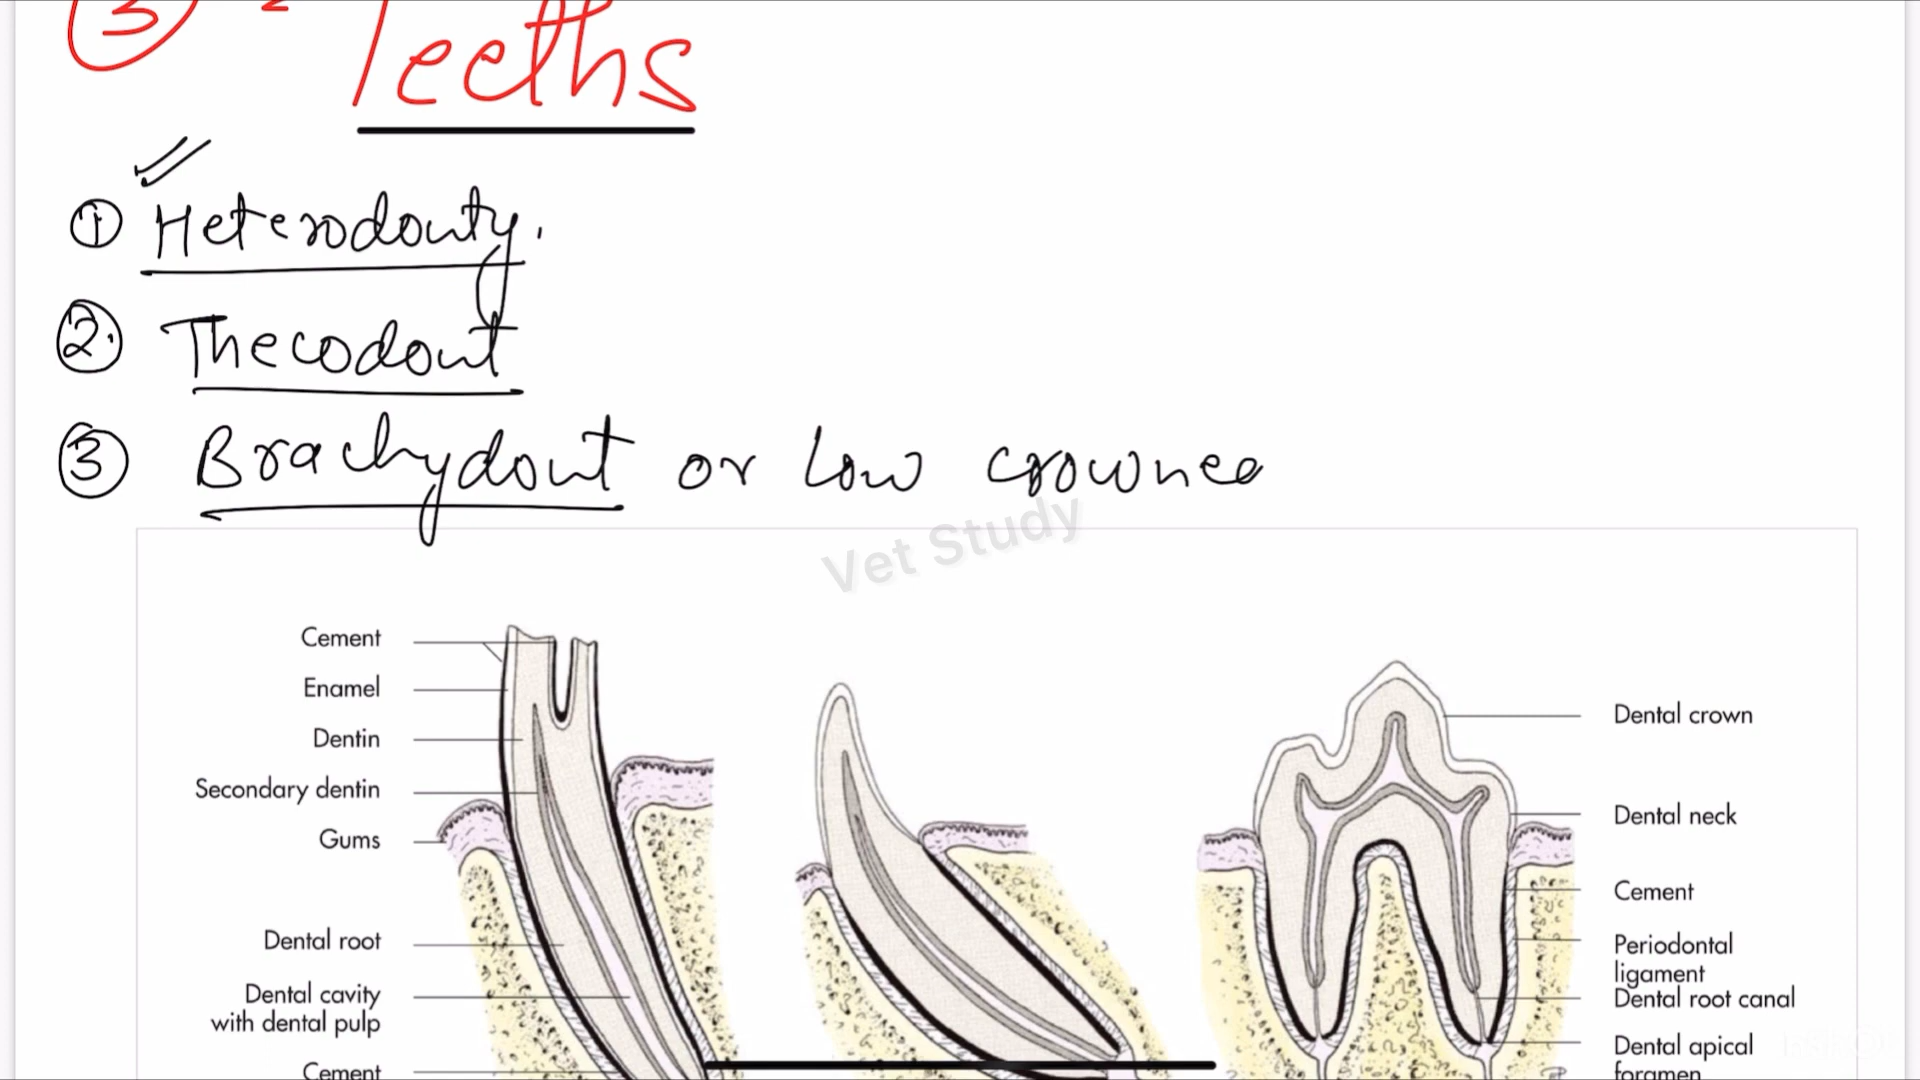 ③
Teeths
① Heterodonty.
② Thecodont
③ Brachydont or low crowned
Vet Study
Cement
Enamel
Dentin
Secondary dentin
Gums
Dental root
Dental cavity
with dental pulp
Cement
Dental crown
Dental neck
Cement
Periodontal
ligament
Dental root canal
Dental apical
foramen